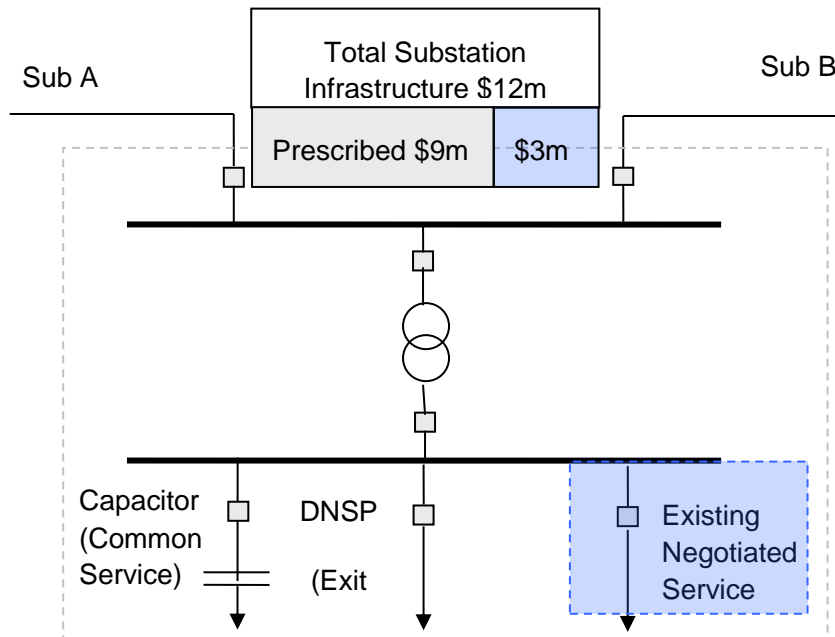 Total Substation
Infrastructure $12m
Sub A
Sub B
Prescribed $9m
$3m
Capacitor
(Common
Service)
DNSP
(Exit
Existing
Negotiated
Service